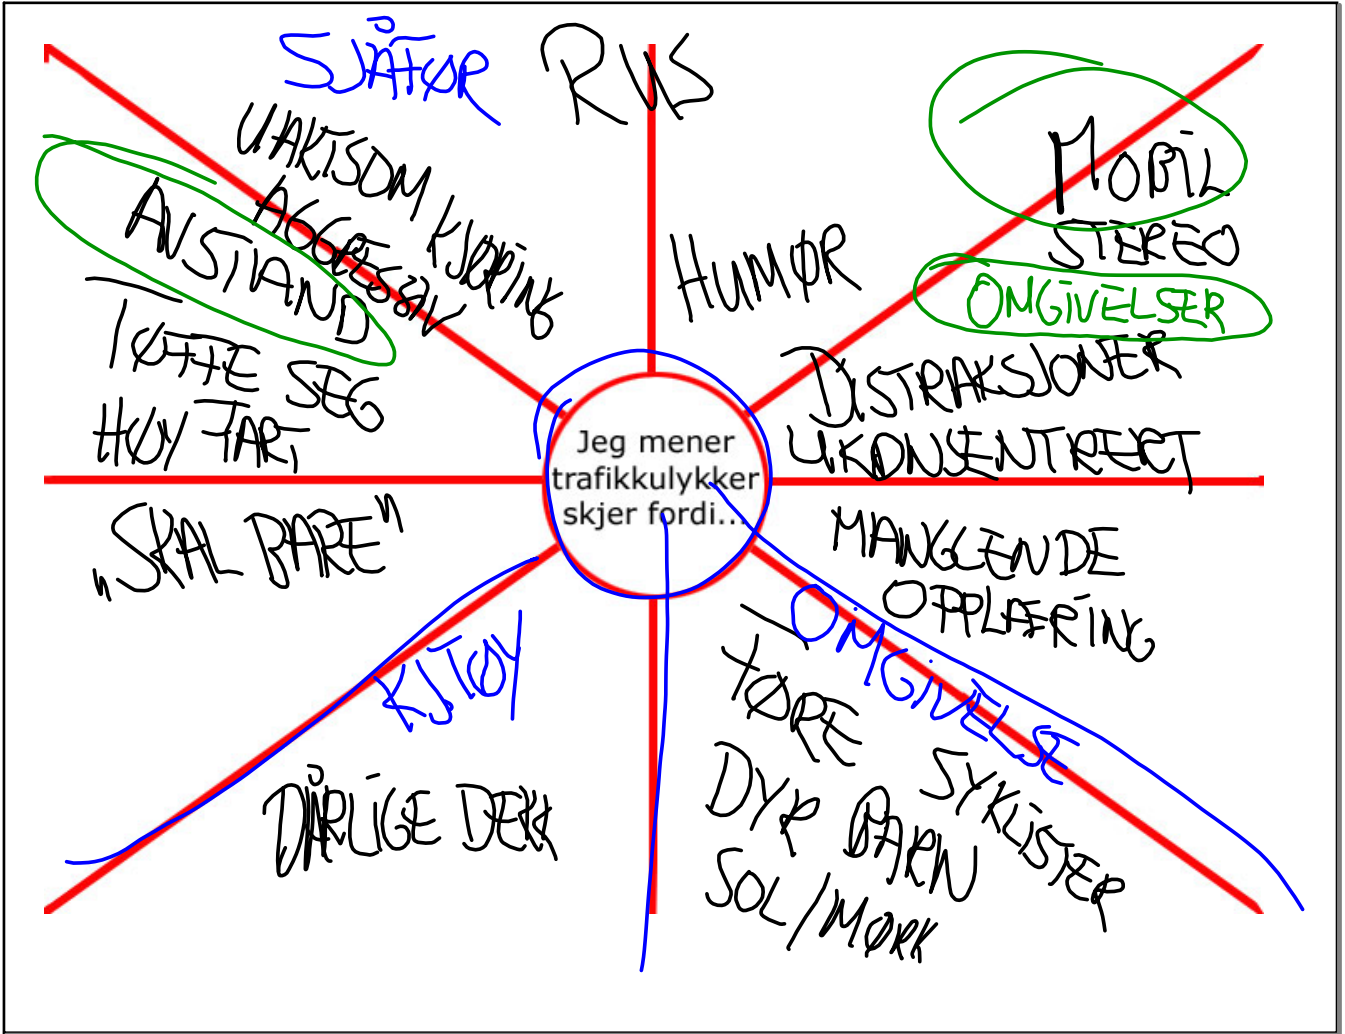 SJÅFØR
RUS
UAKTSOM KJØRING
AGGRESSIV
AVSTAND
TØFFE SEG
HØY FART
HUMØR
MOBIL
STEREO
OMGIVELSER
DISTRAKSJONER
UKONSENTRERT
Jeg mener
trafikkulykker
skjer fordi...
"SKAL BARE"
MANGLENDE
OPPLÆRING
KJTØY
DÅRLIGE DEKK
OMGIVELSE
FØRE
SYKLISTER
DYR BARN
SOL/MØRK